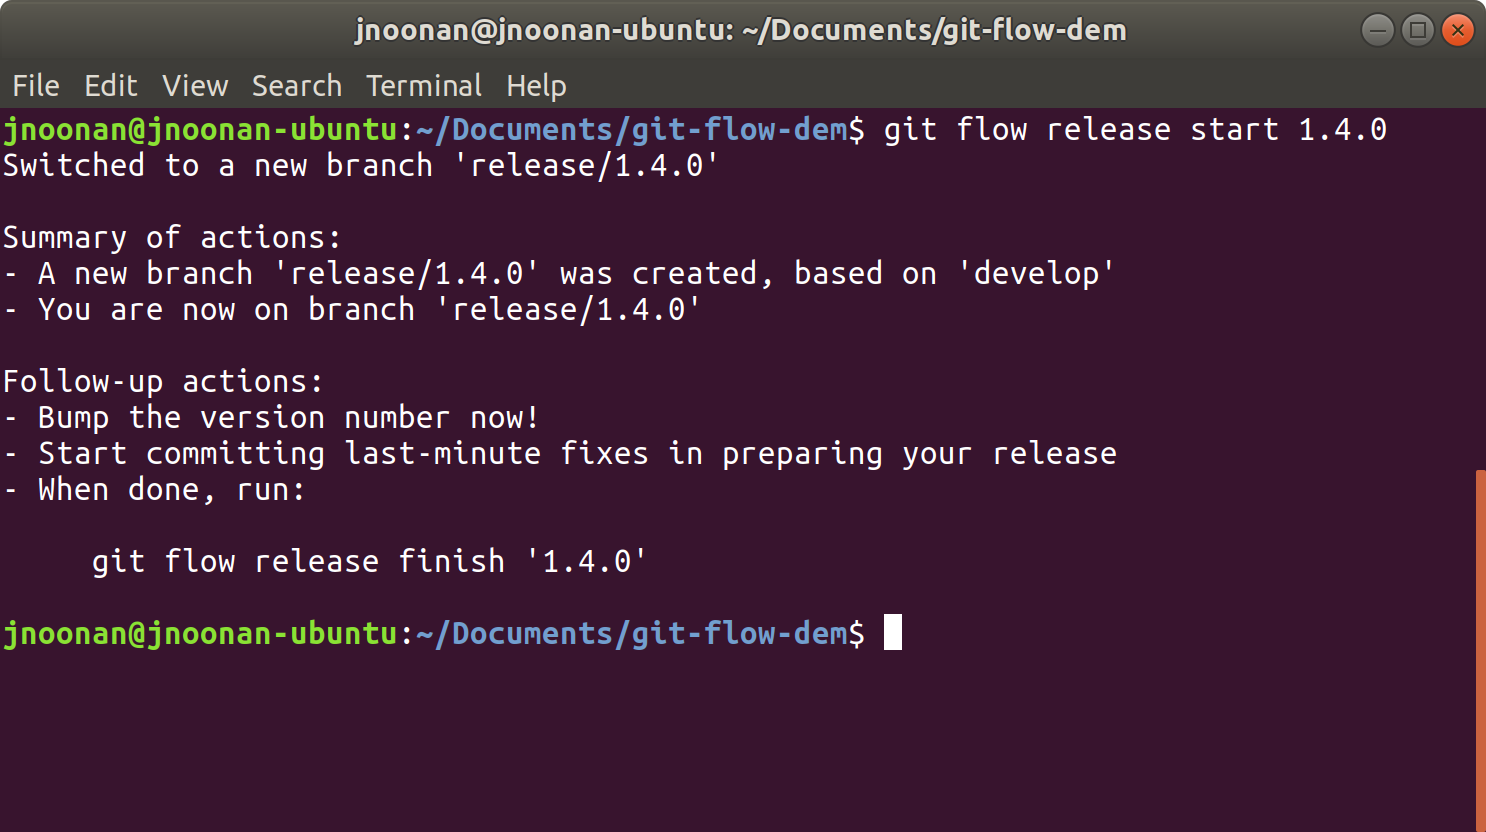 jnoonan@jnoonan-ubuntu: ~/Documents/git-flow-dem
File Edit View Search Terminal Help
jnoonan@jnoonan-ubuntu:~/Documents/git-flow-dem$ git flow release start 1.4.0
Switched to a new branch 'release/1.4.0'
Summary of actions:
- A new branch 'release/1.4.0' was created, based on 'develop'
- You are now on branch 'release/1.4.0'
Follow-up actions:
- Bump the version number now!
- Start committing last-minute fixes in preparing your release
- When done, run:
git flow release finish '1.4.0'
jnoonan@jnoonan-ubuntu:~/Documents/git-flow-dem$